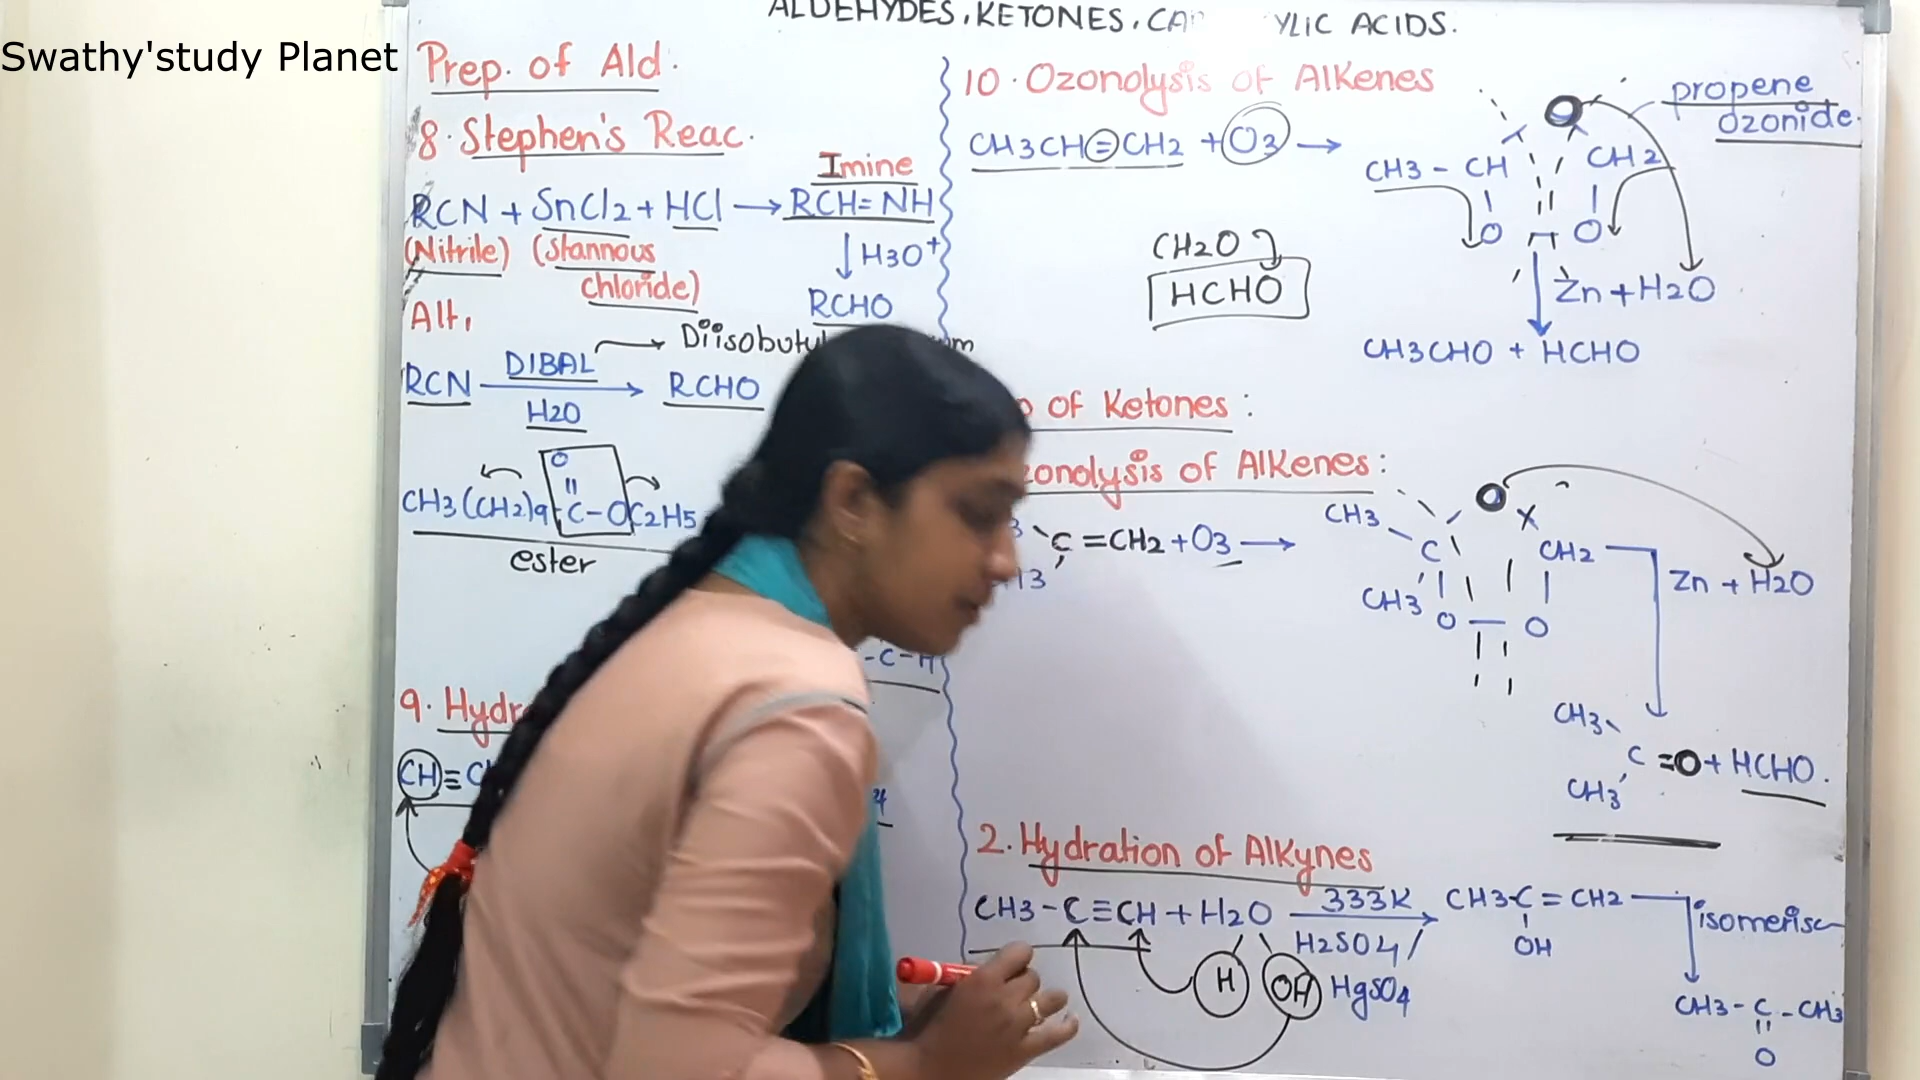 ALDEHYDES, KETONES, CA YLIC ACIDS.
Swathy'study Planet
Prep. of Ald.
8. Stephen's Reac.
Imine
RCN + SnCl2 + HCl → RCH=NH
(Nitrile) (Stannous
chloride)
↓ H3O+
RCHO
Alt,
DIBAL → Diisobuty m
RCN → RCHO
H2O
O
||
CH3(CH2)9-C-OC2H5
ester
-C-H
9. Hydr
CH≡C
4
10. Ozonolysis of Alkenes
CH3CH=CH2 + O3 →
propene
ozonide.
O
CH3 - CH CH2
O O
CH2O
HCHO
Zn + H2O
CH3CHO + HCHO
of Ketones :
zonolysis of Alkenes :
C =CH2 + O3 →
O
CH3
C CH2
CH3
O — O
Zn + H2O
CH3
C =O + HCHO.
CH3
2. Hydration of Alkynes
CH3-C≡CH + H2O 333K → CH3-C=CH2
H2SO4/
HgSO4
OH
H OH
isomerisa
CH3-C-CH3
||
O